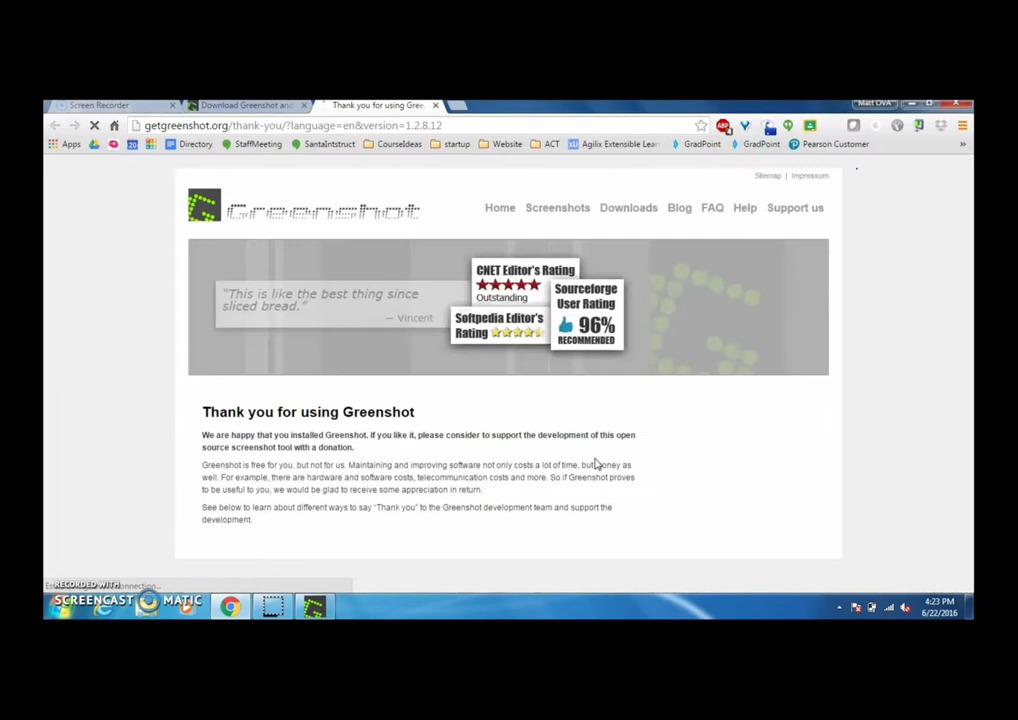 Screen Recorder
Download Greenshot and
Thank you for using Gree
Matt OVA
getgreenshot.org/thank-you/?language=en&version=1.2.8.12
ABP
Apps
20
Directory
StaffMeeting
SantaIntstruct
CourseIdeas
startup
Website
ACT
Agilix Extensible Lear
GradPoint
GradPoint
Pearson Customer
»
Sitemap | Impressum
Greenshot
Home Screenshots Downloads Blog FAQ Help Support us
"This is like the best thing since
sliced bread."
— Vincent
CNET Editor's Rating
Outstanding
Softpedia Editor's
Rating
Sourceforge
User Rating
96%
RECOMMENDED
Thank you for using Greenshot
We are happy that you installed Greenshot. If you like it, please consider to support the development of this open
source screenshot tool with a donation.
Greenshot is free for you, but not for us. Maintaining and improving software not only costs a lot of time, but money as
well. For example, there are hardware and software costs, telecommunication costs and more. So if Greenshot proves
to be useful to you, we would be glad to receive some appreciation in return.
See below to learn about different ways to say "Thank you" to the Greenshot development team and support the
development.
RECORDED WITH
SCREENCAST MATIC
4:23 PM
6/22/2016